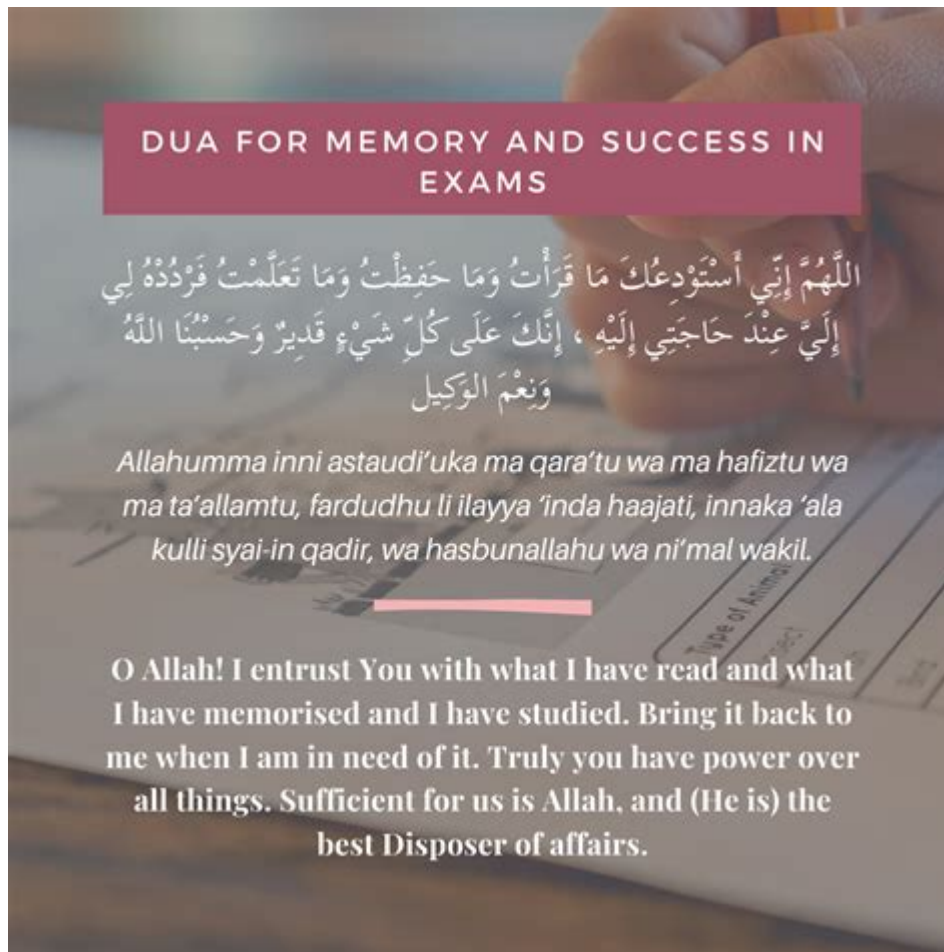 DUA FOR MEMORY AND SUCCESS IN
EXAMS
اللَّهُمَّ إِنِّي أَسْتَوْدِعُكَ مَا قَرَأْتُ وَمَا حَفِظْتُ وَمَا تَعَلَّمْتُ فَرْدُدْهُ لِي
إِلَيَّ عِنْدَ حَاجَتِي إِلَيْهِ ، إِنَّكَ عَلَى كُلِّ شَيْءٍ قَدِيرٌ وَحَسْبُنَا اللَّهُ
وَنِعْمَ الوَكِيل
Allahumma inni astaudi’uka ma qara’tu wa ma hafiztu wa
ma ta’allamtu, fardudhu li ilayya ‘inda haajati, innaka ‘ala
kulli syai-in qadir, wa hasbunallahu wa ni’mal wakil.
Type of Animal
O Allah! I entrust You with what I have read and what
I have memorised and I have studied. Bring it back to
me when I am in need of it. Truly you have power over
all things. Sufficient for us is Allah, and (He is) the
best Disposer of affairs.